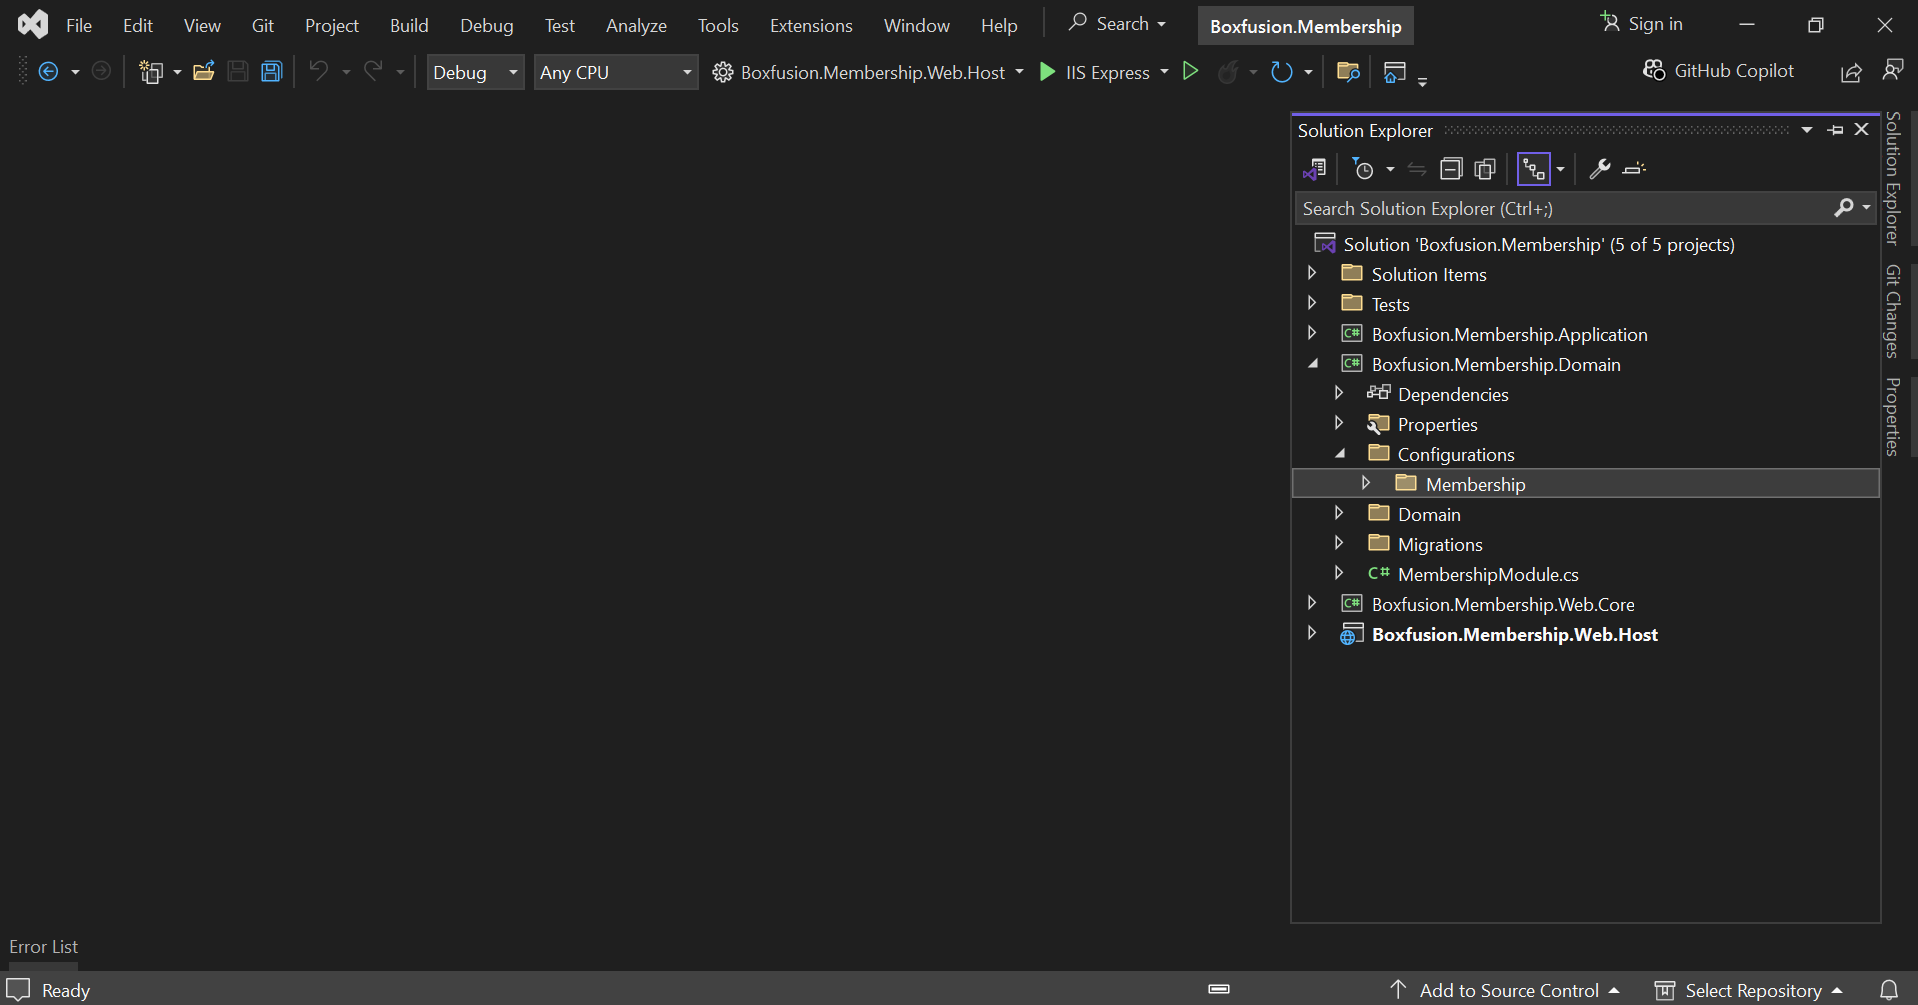 File Edit View Git Project Build Debug Test Analyze Tools Extensions Window Help Search Boxfusion.Membership Sign in
Debug Any CPU Boxfusion.Membership.Web.Host IIS Express GitHub Copilot
Solution Explorer
Search Solution Explorer (Ctrl+;)
Solution 'Boxfusion.Membership' (5 of 5 projects)
Solution Items
Tests
C# Boxfusion.Membership.Application
C# Boxfusion.Membership.Domain
Dependencies
Properties
Configurations
Membership
Domain
Migrations
C# MembershipModule.cs
C# Boxfusion.Membership.Web.Core
Boxfusion.Membership.Web.Host
Solution Explorer
Git Changes
Properties
Error List
Ready Add to Source Control Select Repository